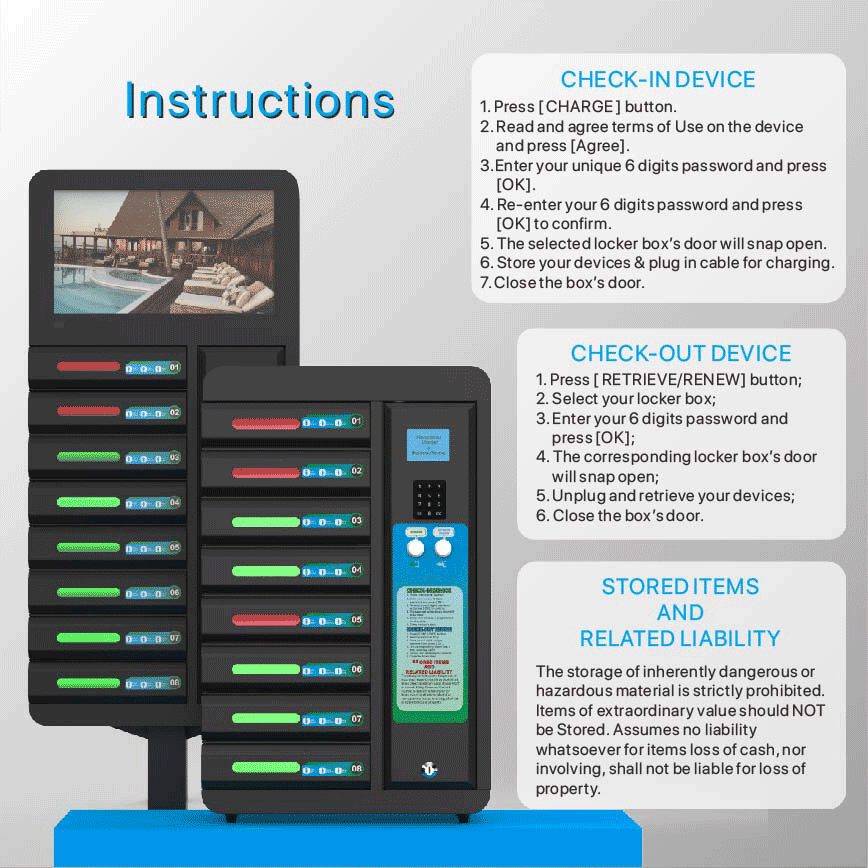 Instructions
CHECK-IN DEVICE
1. Press [CHARGE] button.
2. Read and agree terms of Use on the device
and press [Agree].
3. Enter your unique 6 digits password and press
[OK].
4. Re-enter your 6 digits password and press
[OK] to confirm.
5. The selected locker box's door will snap open.
6. Store your devices & plug in cable for charging.
7. Close the box's door.
CHECK-OUT DEVICE
1. Press [ RETRIEVE/RENEW] button;
2. Select your locker box;
3. Enter your 6 digits password and
press [OK];
4. The corresponding locker box's door
will snap open;
5. Unplug and retrieve your devices;
6. Close the box's door.
STORED ITEMS
AND
RELATED LIABILITY
The storage of inherently dangerous or
hazardous material is strictly prohibited.
Items of extraordinary value should NOT
be Stored. Assumes no liability
whatsoever for items loss of cash, nor
involving, shall not be liable for loss of
property.
01
02
03
04
05
06
07
08
01
02
03
04
05
06
07
08
CHECK-IN DEVICE
CHECK-OUT DEVICE
STORED ITEMS
AND
RELATED LIABILITY